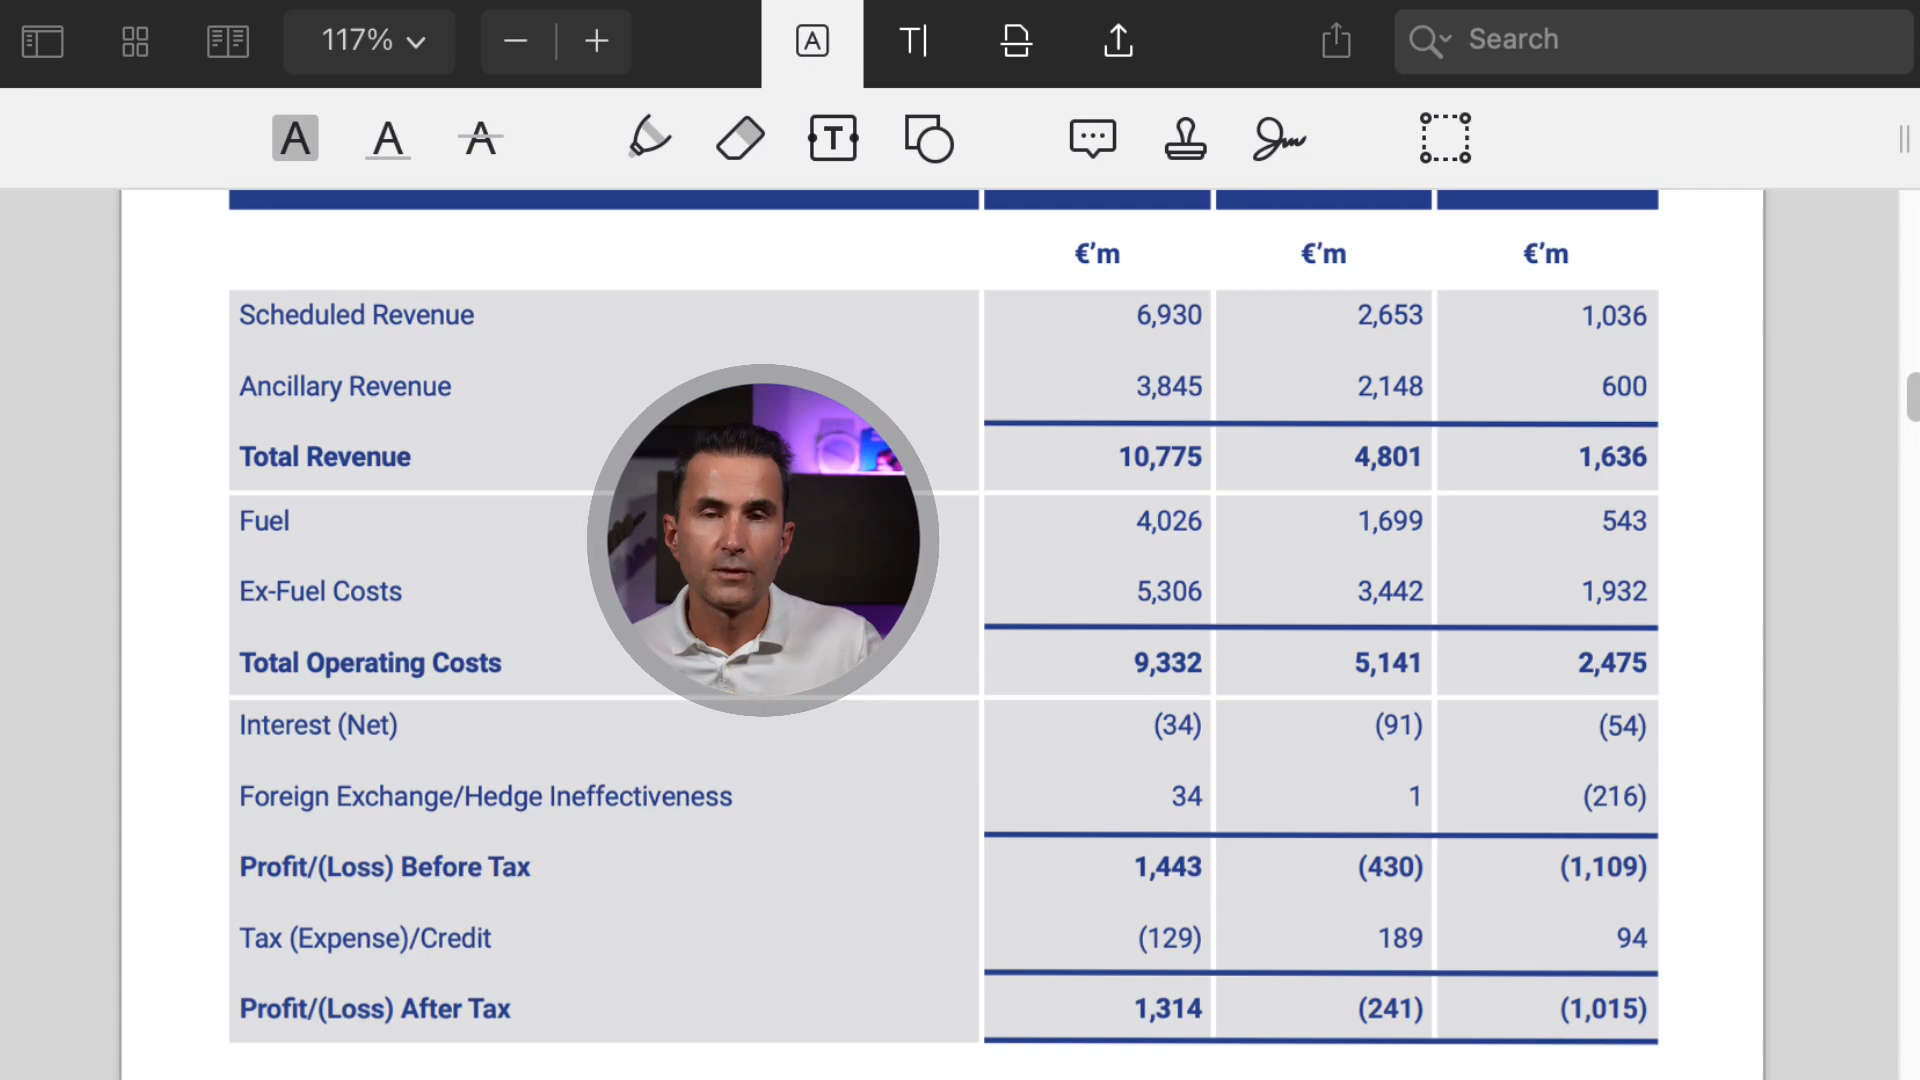 117%
Search
€'m €'m €'m
Scheduled Revenue 6,930 2,653 1,036
Ancillary Revenue 3,845 2,148 600
Total Revenue 10,775 4,801 1,636
Fuel 4,026 1,699 543
Ex-Fuel Costs 5,306 3,442 1,932
Total Operating Costs 9,332 5,141 2,475
Interest (Net) (34) (91) (54)
Foreign Exchange/Hedge Ineffectiveness 34 1 (216)
Profit/(Loss) Before Tax 1,443 (430) (1,109)
Tax (Expense)/Credit (129) 189 94
Profit/(Loss) After Tax 1,314 (241) (1,015)